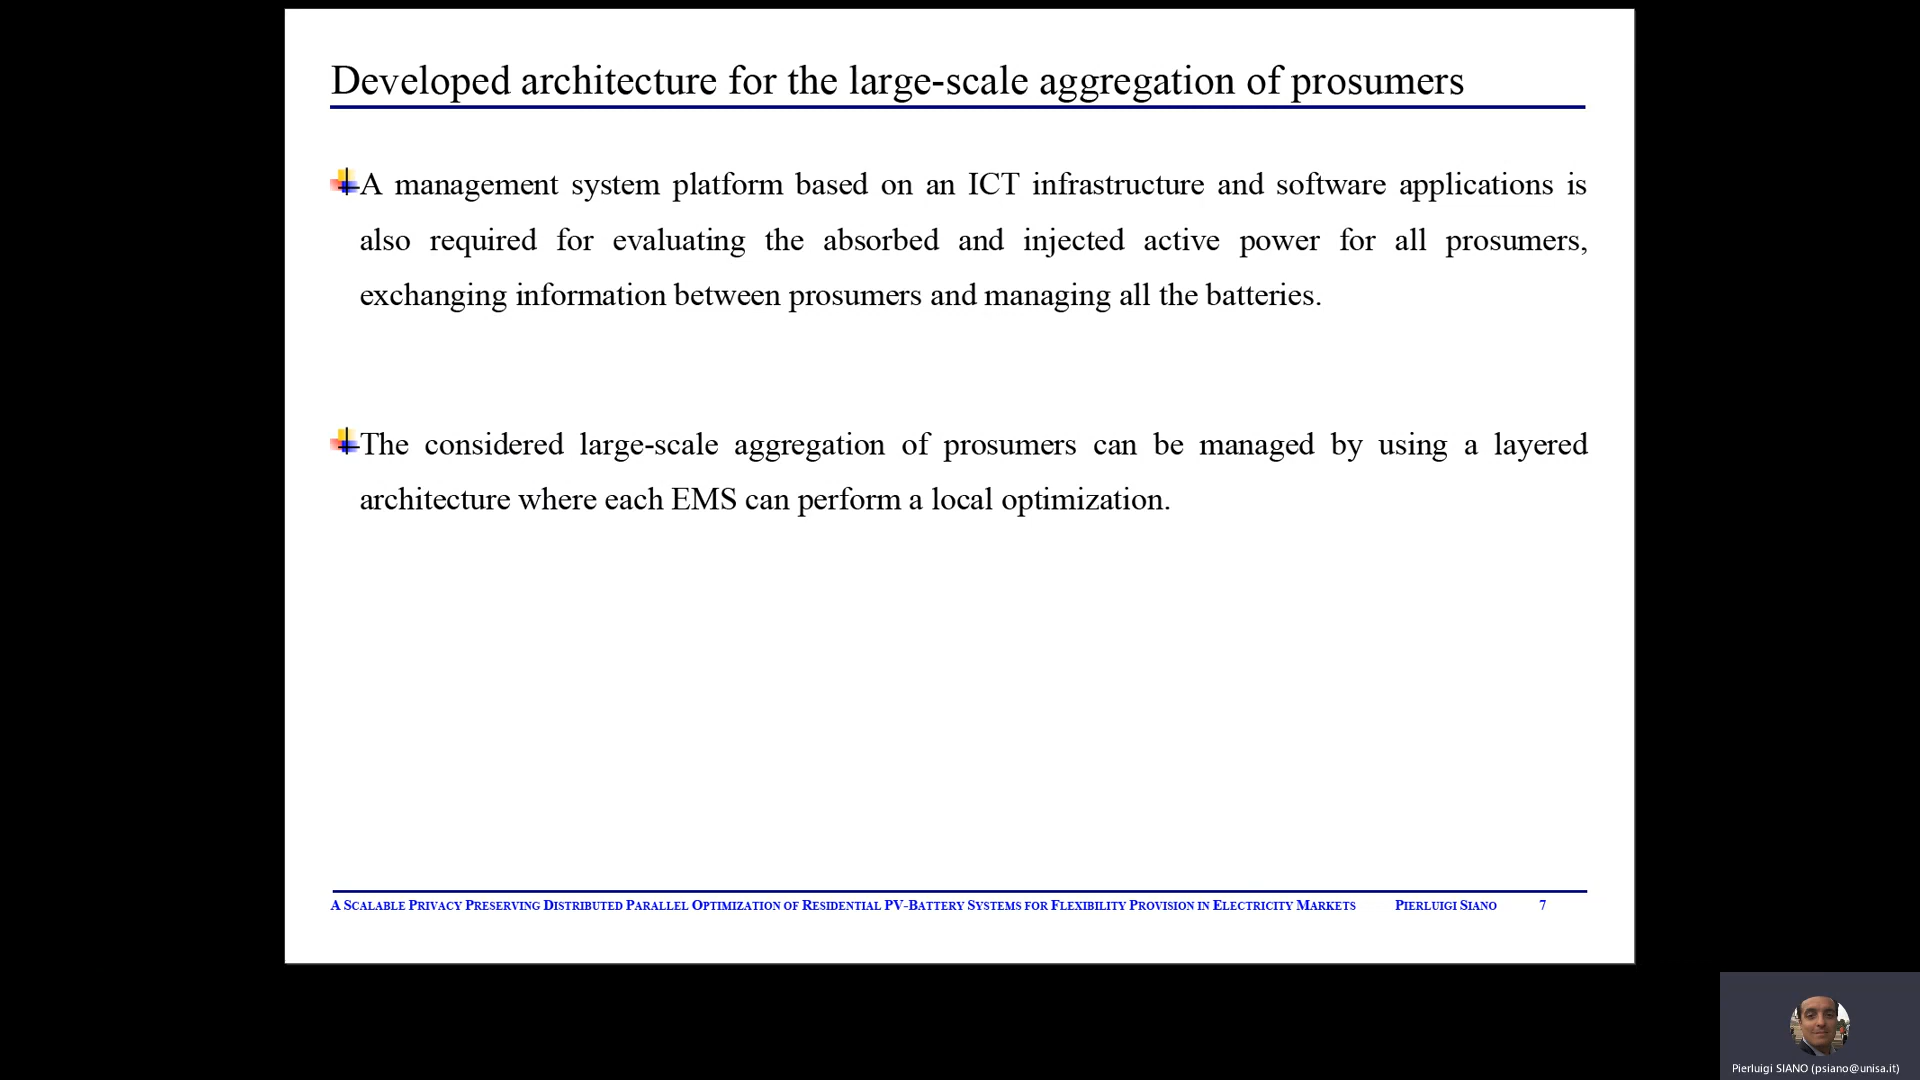 Developed architecture for the large-scale aggregation of prosumers
A management system platform based on an ICT infrastructure and software applications is
also required for evaluating the absorbed and injected active power for all prosumers,
exchanging information between prosumers and managing all the batteries.
The considered large-scale aggregation of prosumers can be managed by using a layered
architecture where each EMS can perform a local optimization.
A Scalable Privacy Preserving Distributed Parallel Optimization of Residential PV-Battery Systems for Flexibility Provision in Electricity Markets Pierluigi Siano 7
Pierluigi SIANO (psiano@unisa.it)